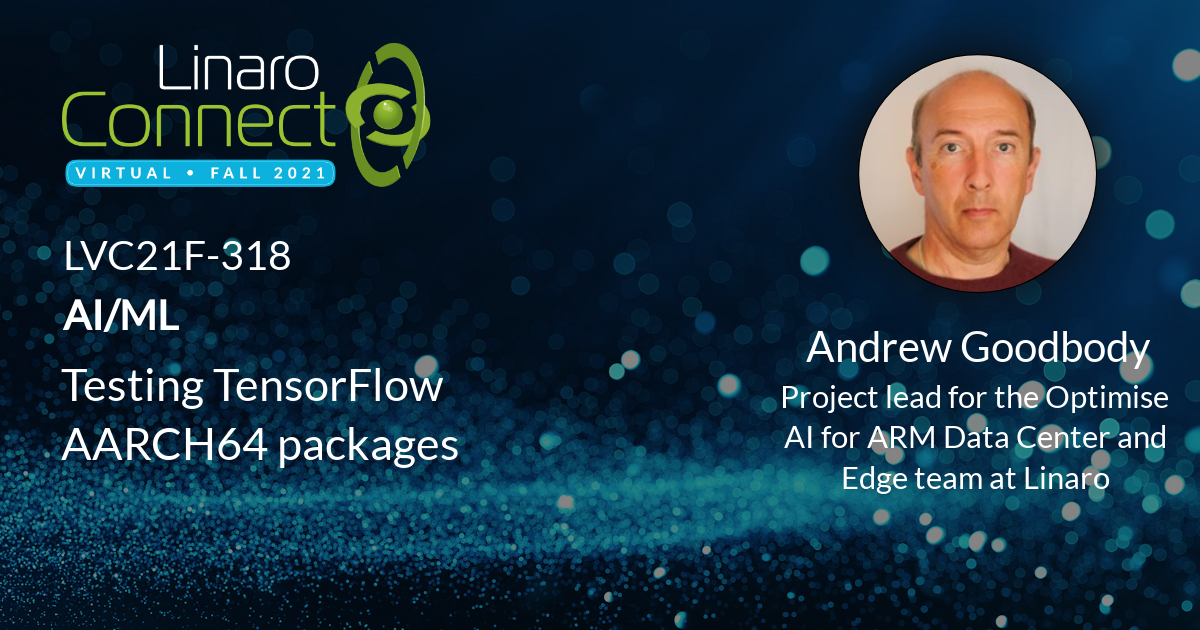 Linaro
Connect
VIRTUAL • FALL 2021
LVC21F-318
AI/ML
Testing TensorFlow
AARCH64 packages
Andrew Goodbody
Project lead for the Optimise
AI for ARM Data Center and
Edge team at Linaro